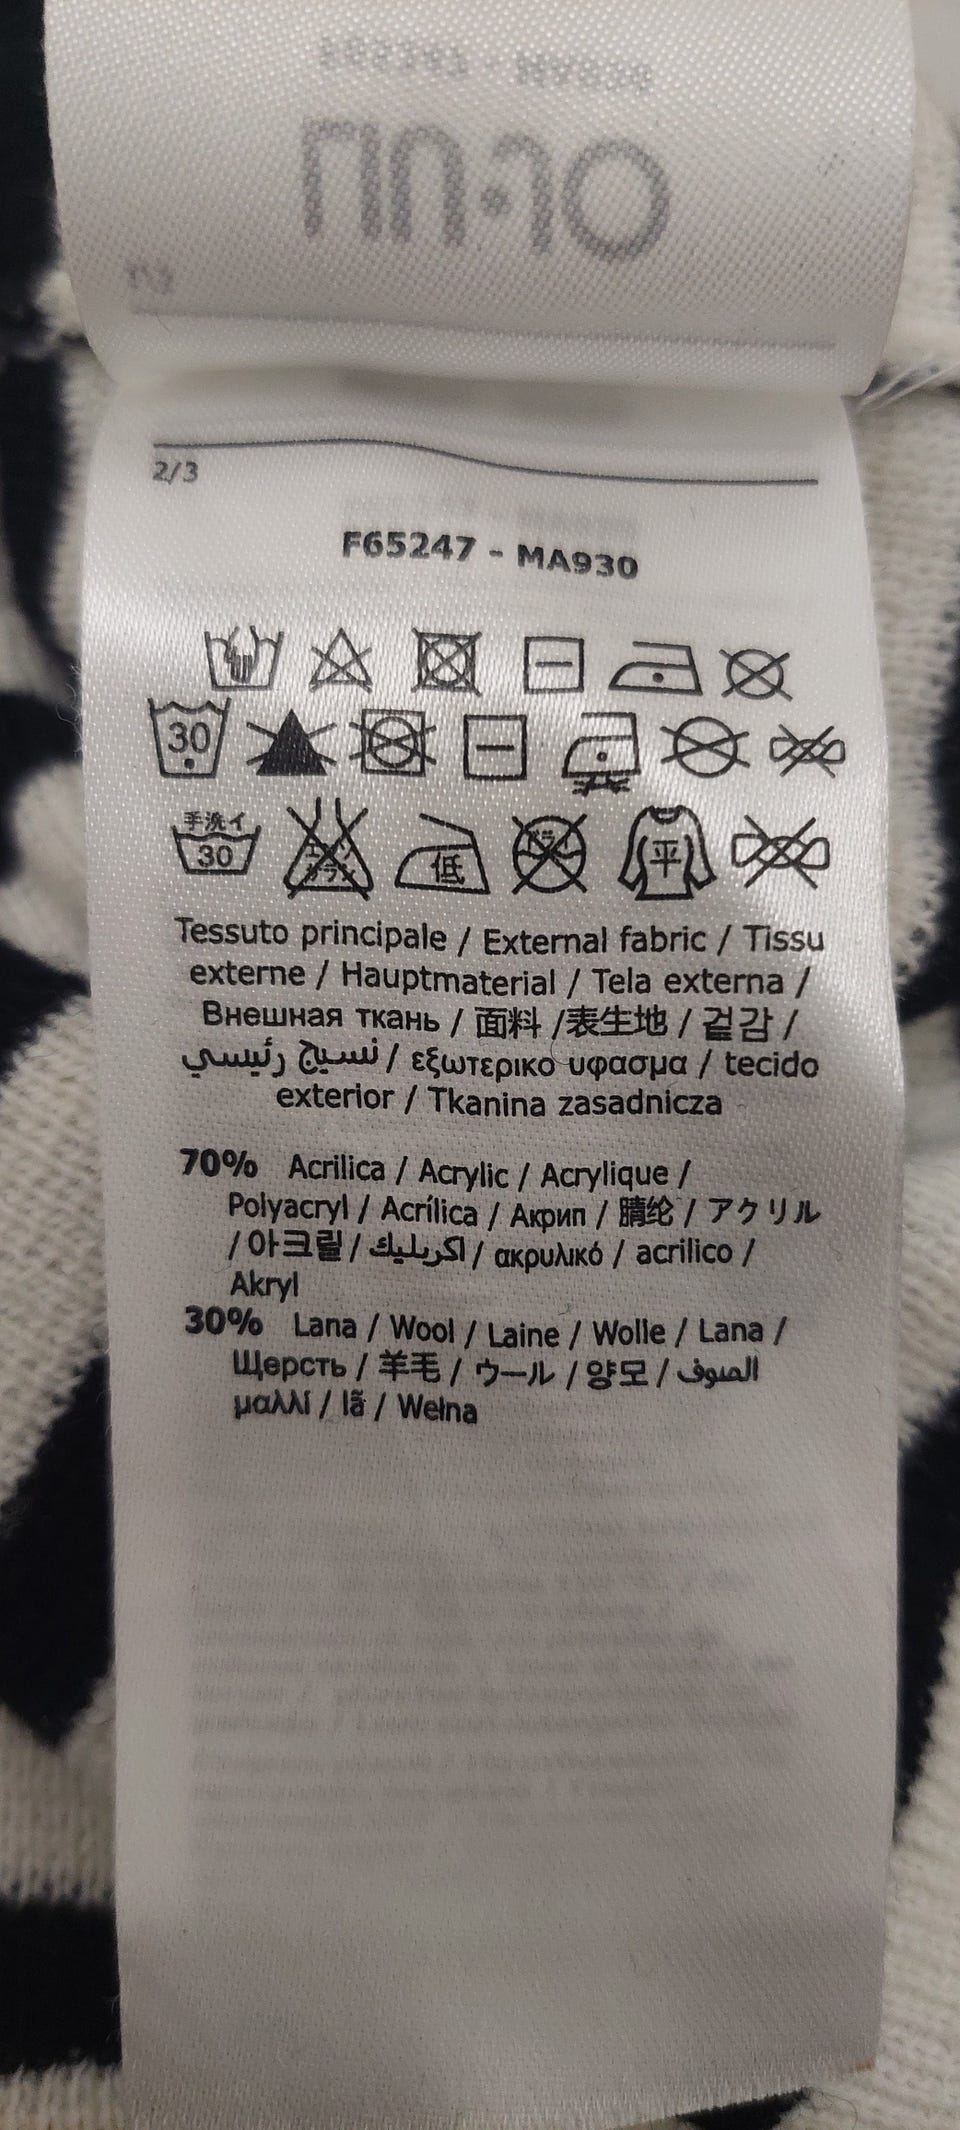 2/3
F65247 - MA930
30
手洗イ
30
低
平
Tessuto principale / External fabric / Tissu
externe / Hauptmaterial / Tela externa /
Внешная ткань / 面料 /表生地 / 겉감 /
نسيج رئيسي / εξωτερικο υφασμα / tecido
exterior / Tkanina zasadnicza
70% Acrilica / Acrylic / Acrylique /
Polyacryl / Acrílica / Акрил / 腈纶 / アクリル
/ 아크릴 / اكريليك / ακρυλικό / acrilico /
Akryl
30% Lana / Wool / Laine / Wolle / Lana /
Щерсть / 羊毛 / ウール / 양모 / الصوف
μαλλί / lã / Wełna